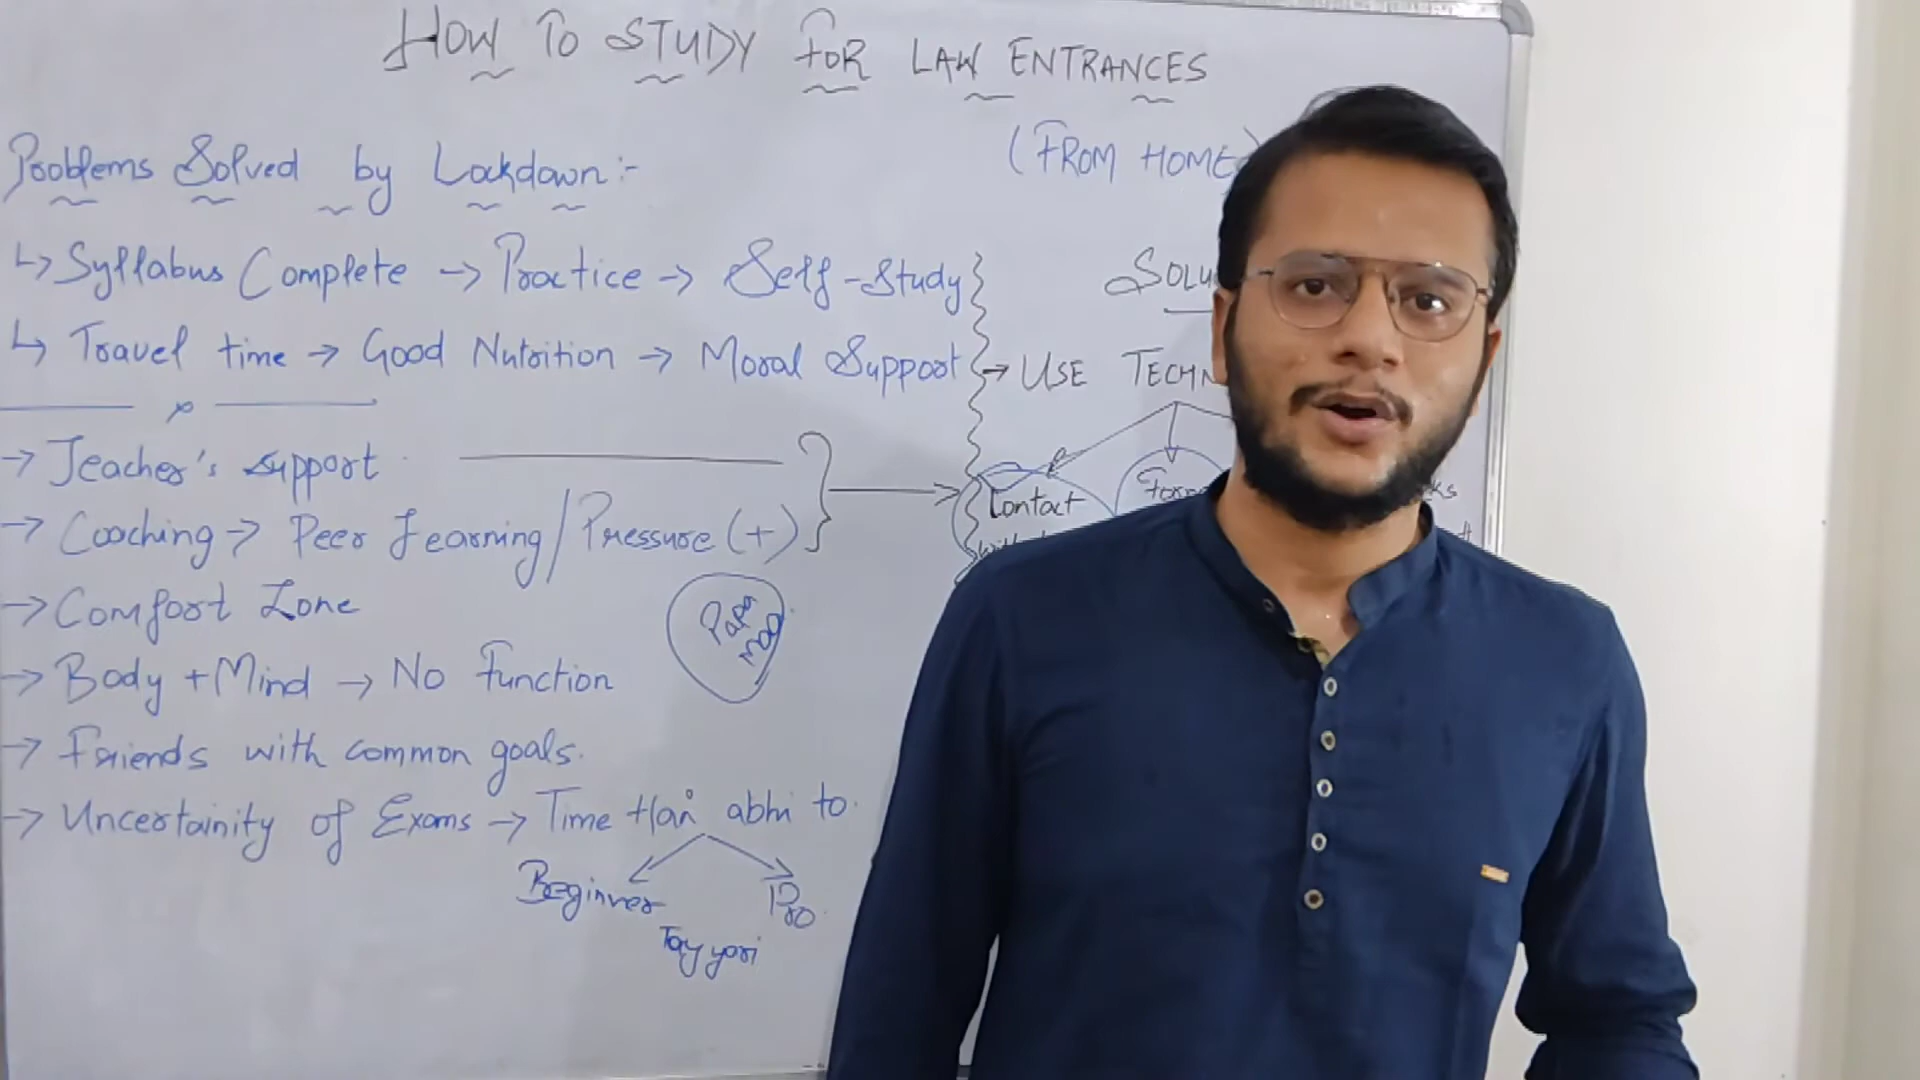 HOW TO STUDY FOR LAW ENTRANCES
(FROM HOME)
Problems Solved by Lockdown:-
↳ Syllabus Complete → Practice → Self-Study
↳ Travel time → Good Nutrition → Moral Support
x
→ Teacher's support
→ Coaching → Peer Learning/Pressure (+)
→ Comfort Zone
→ Body + Mind → No Function
→ Friends with common goals.
→ Uncertainity of Exams → Time Hai abhi to
Beginner
Pro
Tayyari
→ USE
Contact